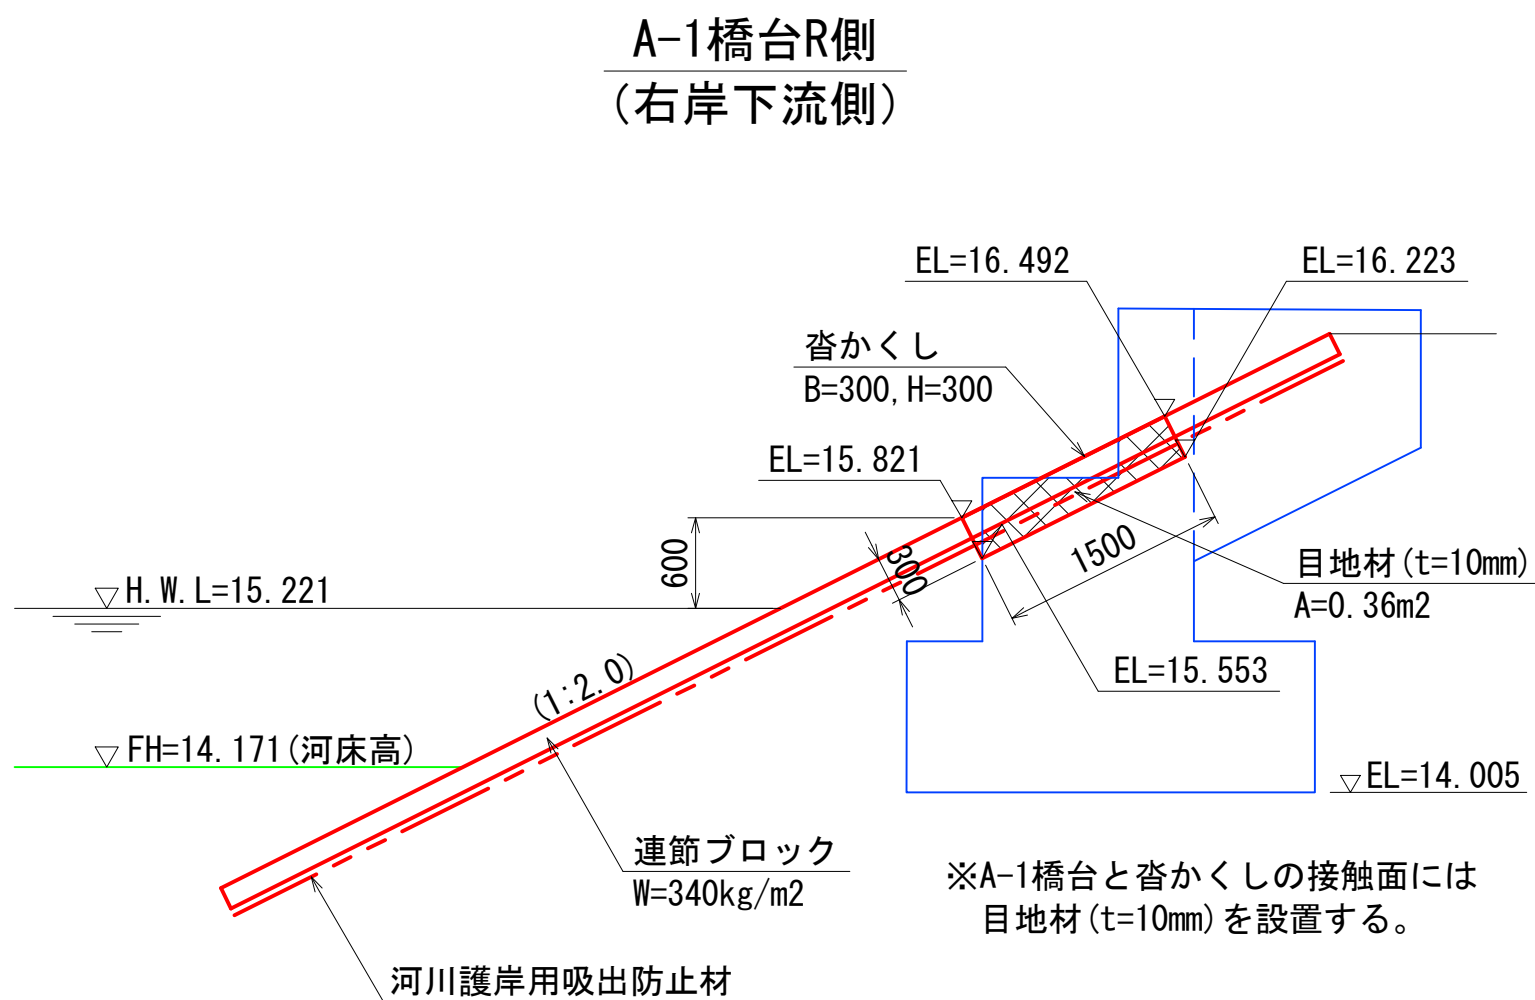 A-1橋台R側
(右岸下流側)
EL=16.492
EL=16.223
沓かくし
B=300,H=300
EL=15.821
600
300
1500
H.W.L=15.221
目地材(t=10mm)
A=0.36m2
EL=15.553
(1:2.0)
FH=14.171(河床高)
EL=14.005
連節ブロック
W=340kg/m2
※A-1橋台と沓かくしの接触面には
目地材(t=10mm)を設置する。
河川護岸用吸出防止材